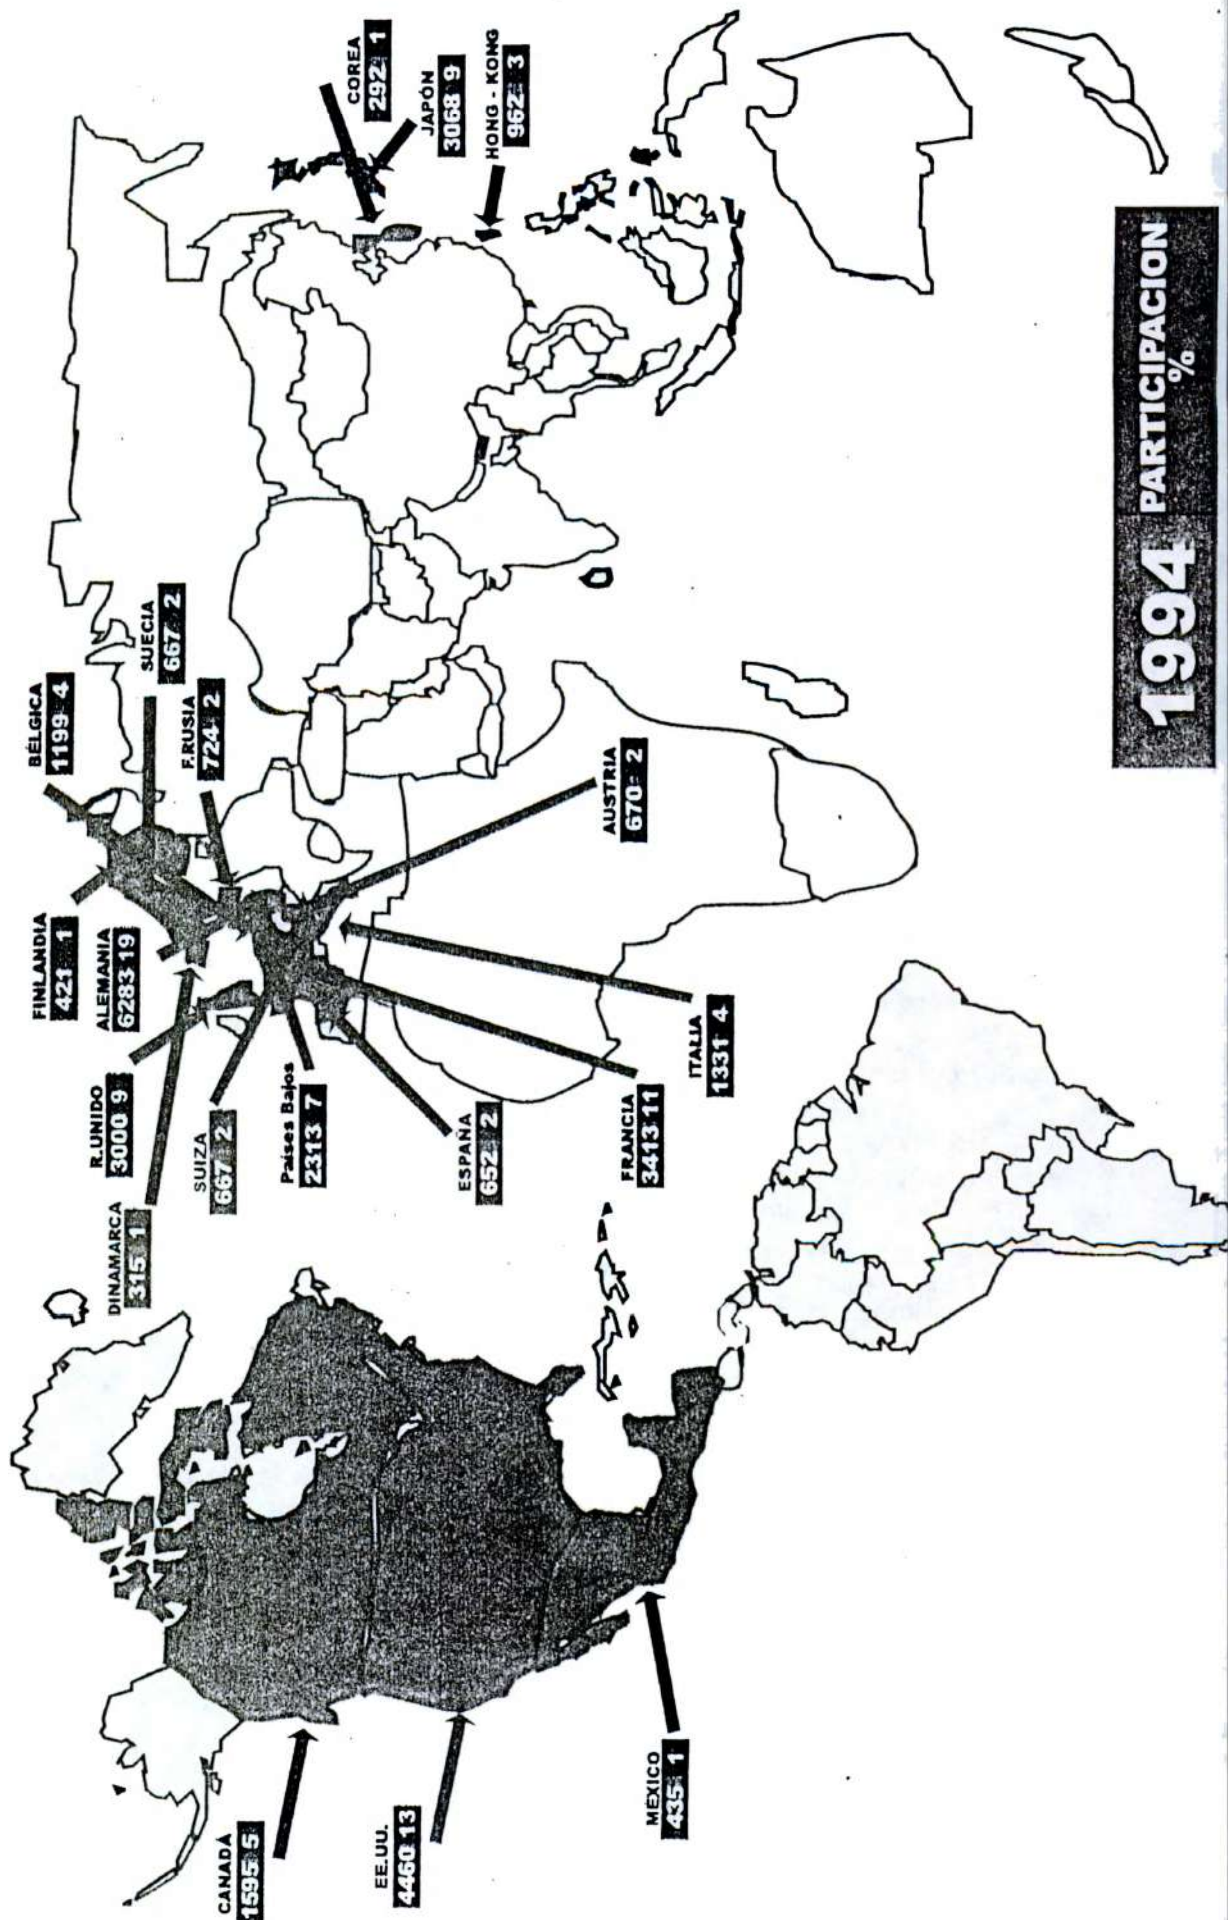 CANADÁ
1595 5
EE.UU.
4460 13
MÉXICO
435 1
DINAMARCA
315 1
R.UNIDO
3000 9
SUIZA
667 2
Países Bajos
2313 7
ESPAÑA
652 2
FRANCIA
3413 11
ITALIA
1331 4
FINLANDIA
421 1
ALEMANIA
6283 19
BÉLGICA
1199 4
SUECIA
667 2
F.RUSIA
724 2
AUSTRIA
670 2
COREA
292 1
JAPÓN
3068 9
HONG - KONG
962 3
1994 PARTICIPACION
%